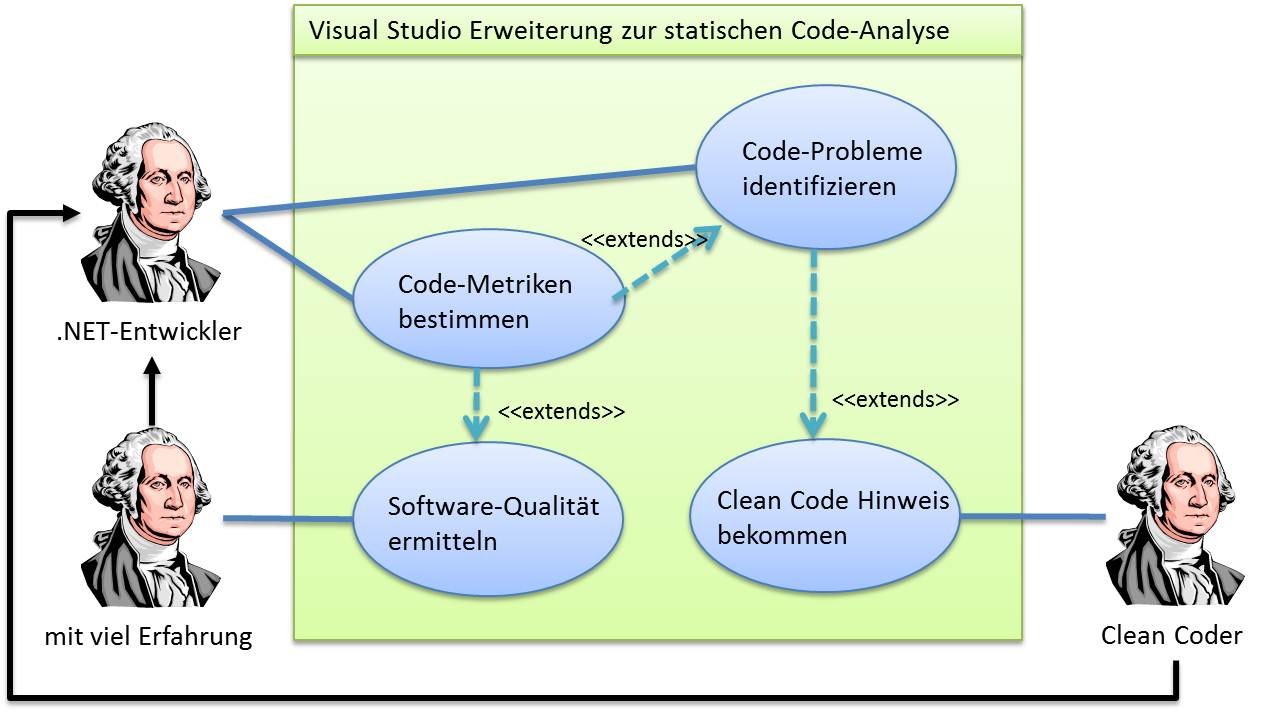 Visual Studio Erweiterung zur statischen Code-Analyse
Code-Probleme
identifizieren
<<extends>>
Code-Metriken
bestimmen
.NET-Entwickler
<<extends>>
<<extends>>
Software-Qualität
ermitteln
Clean Code Hinweis
bekommen
mit viel Erfahrung
Clean Coder